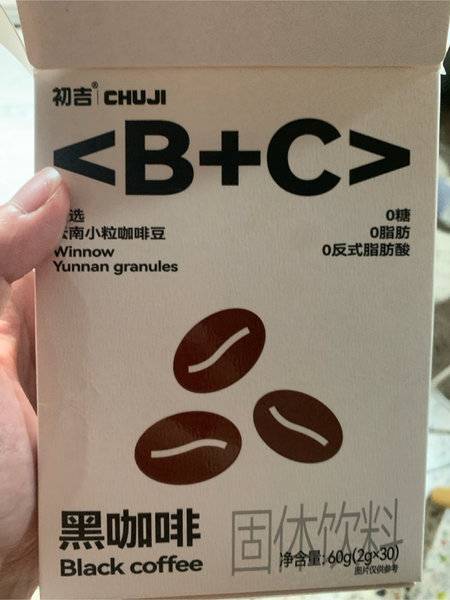 初吉® CHUJI
<B+C>
选
南小粒咖啡豆
Winnow
Yunnan granules
0糖
0脂肪
0反式脂肪酸
黑咖啡
Black coffee
固体饮料
净含量:60g(2g×30)
图片仅供参考